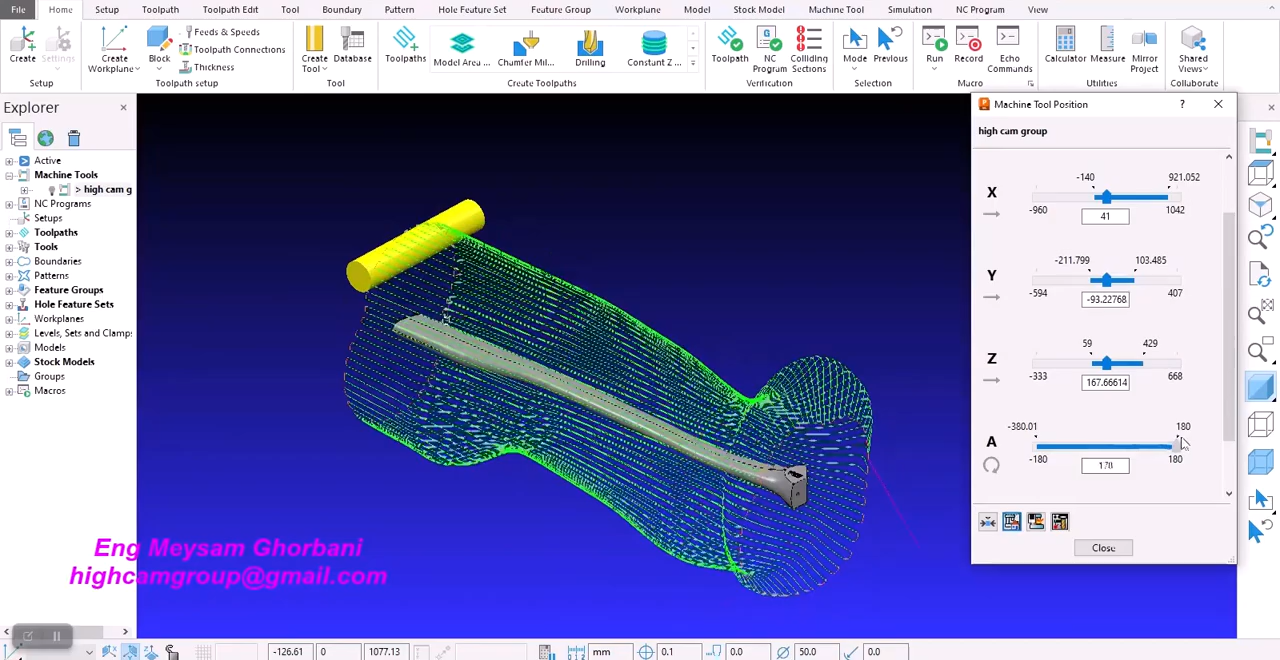 File Home Setup Toolpath Toolpath Edit Tool Boundary Pattern Hole Feature Set Feature Group Workplane Model Stock Model Machine Tool Simulation NC Program View
Feeds & Speeds
Toolpath Connections
Thickness
Create Settings Create Workplane Block Create Tool Database Toolpaths Model Area ... Chamfer Mil... Drilling Constant Z ... Toolpath NC Program Colliding Sections Mode Previous Run Record Echo Commands Calculator Measure Mirror Project Shared Views
Setup Toolpath setup Tool Create Toolpaths Verification Selection Macro Utilities Collaborate
Explorer
Active
Machine Tools
> high cam g
NC Programs
Setups
Toolpaths
Tools
Boundaries
Patterns
Feature Groups
Hole Feature Sets
Workplanes
Levels, Sets and Clamp:
Models
Stock Models
Groups
Macros
Machine Tool Position ?
high cam group
-140 921.052
X
-960 1042
41
-211.799 103.485
Y
-594 407
-93.22768
59 429
Z
-333 668
167.66614
-380.01 180
A
-180 180
178
Close
Eng Meysam Ghorbani
highcamgroup@gmail.com
-126.61 0 1077.13 mm 0.1 0.0 50.0 0.0